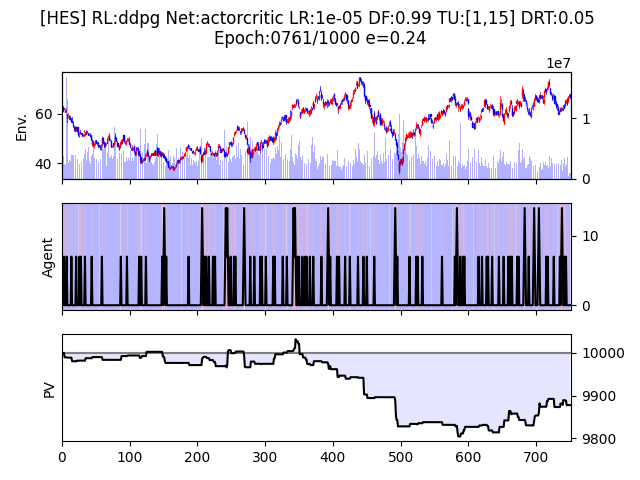 [HES] RL:ddpg Net:actorcritic LR:1e-05 DF:0.99 TU:[1,15] DRT:0.05
Epoch:0761/1000 e=0.24
1e7
Env.
60
40
1
0
Agent
10
0
PV
10000
9900
9800
0 100 200 300 400 500 600 700